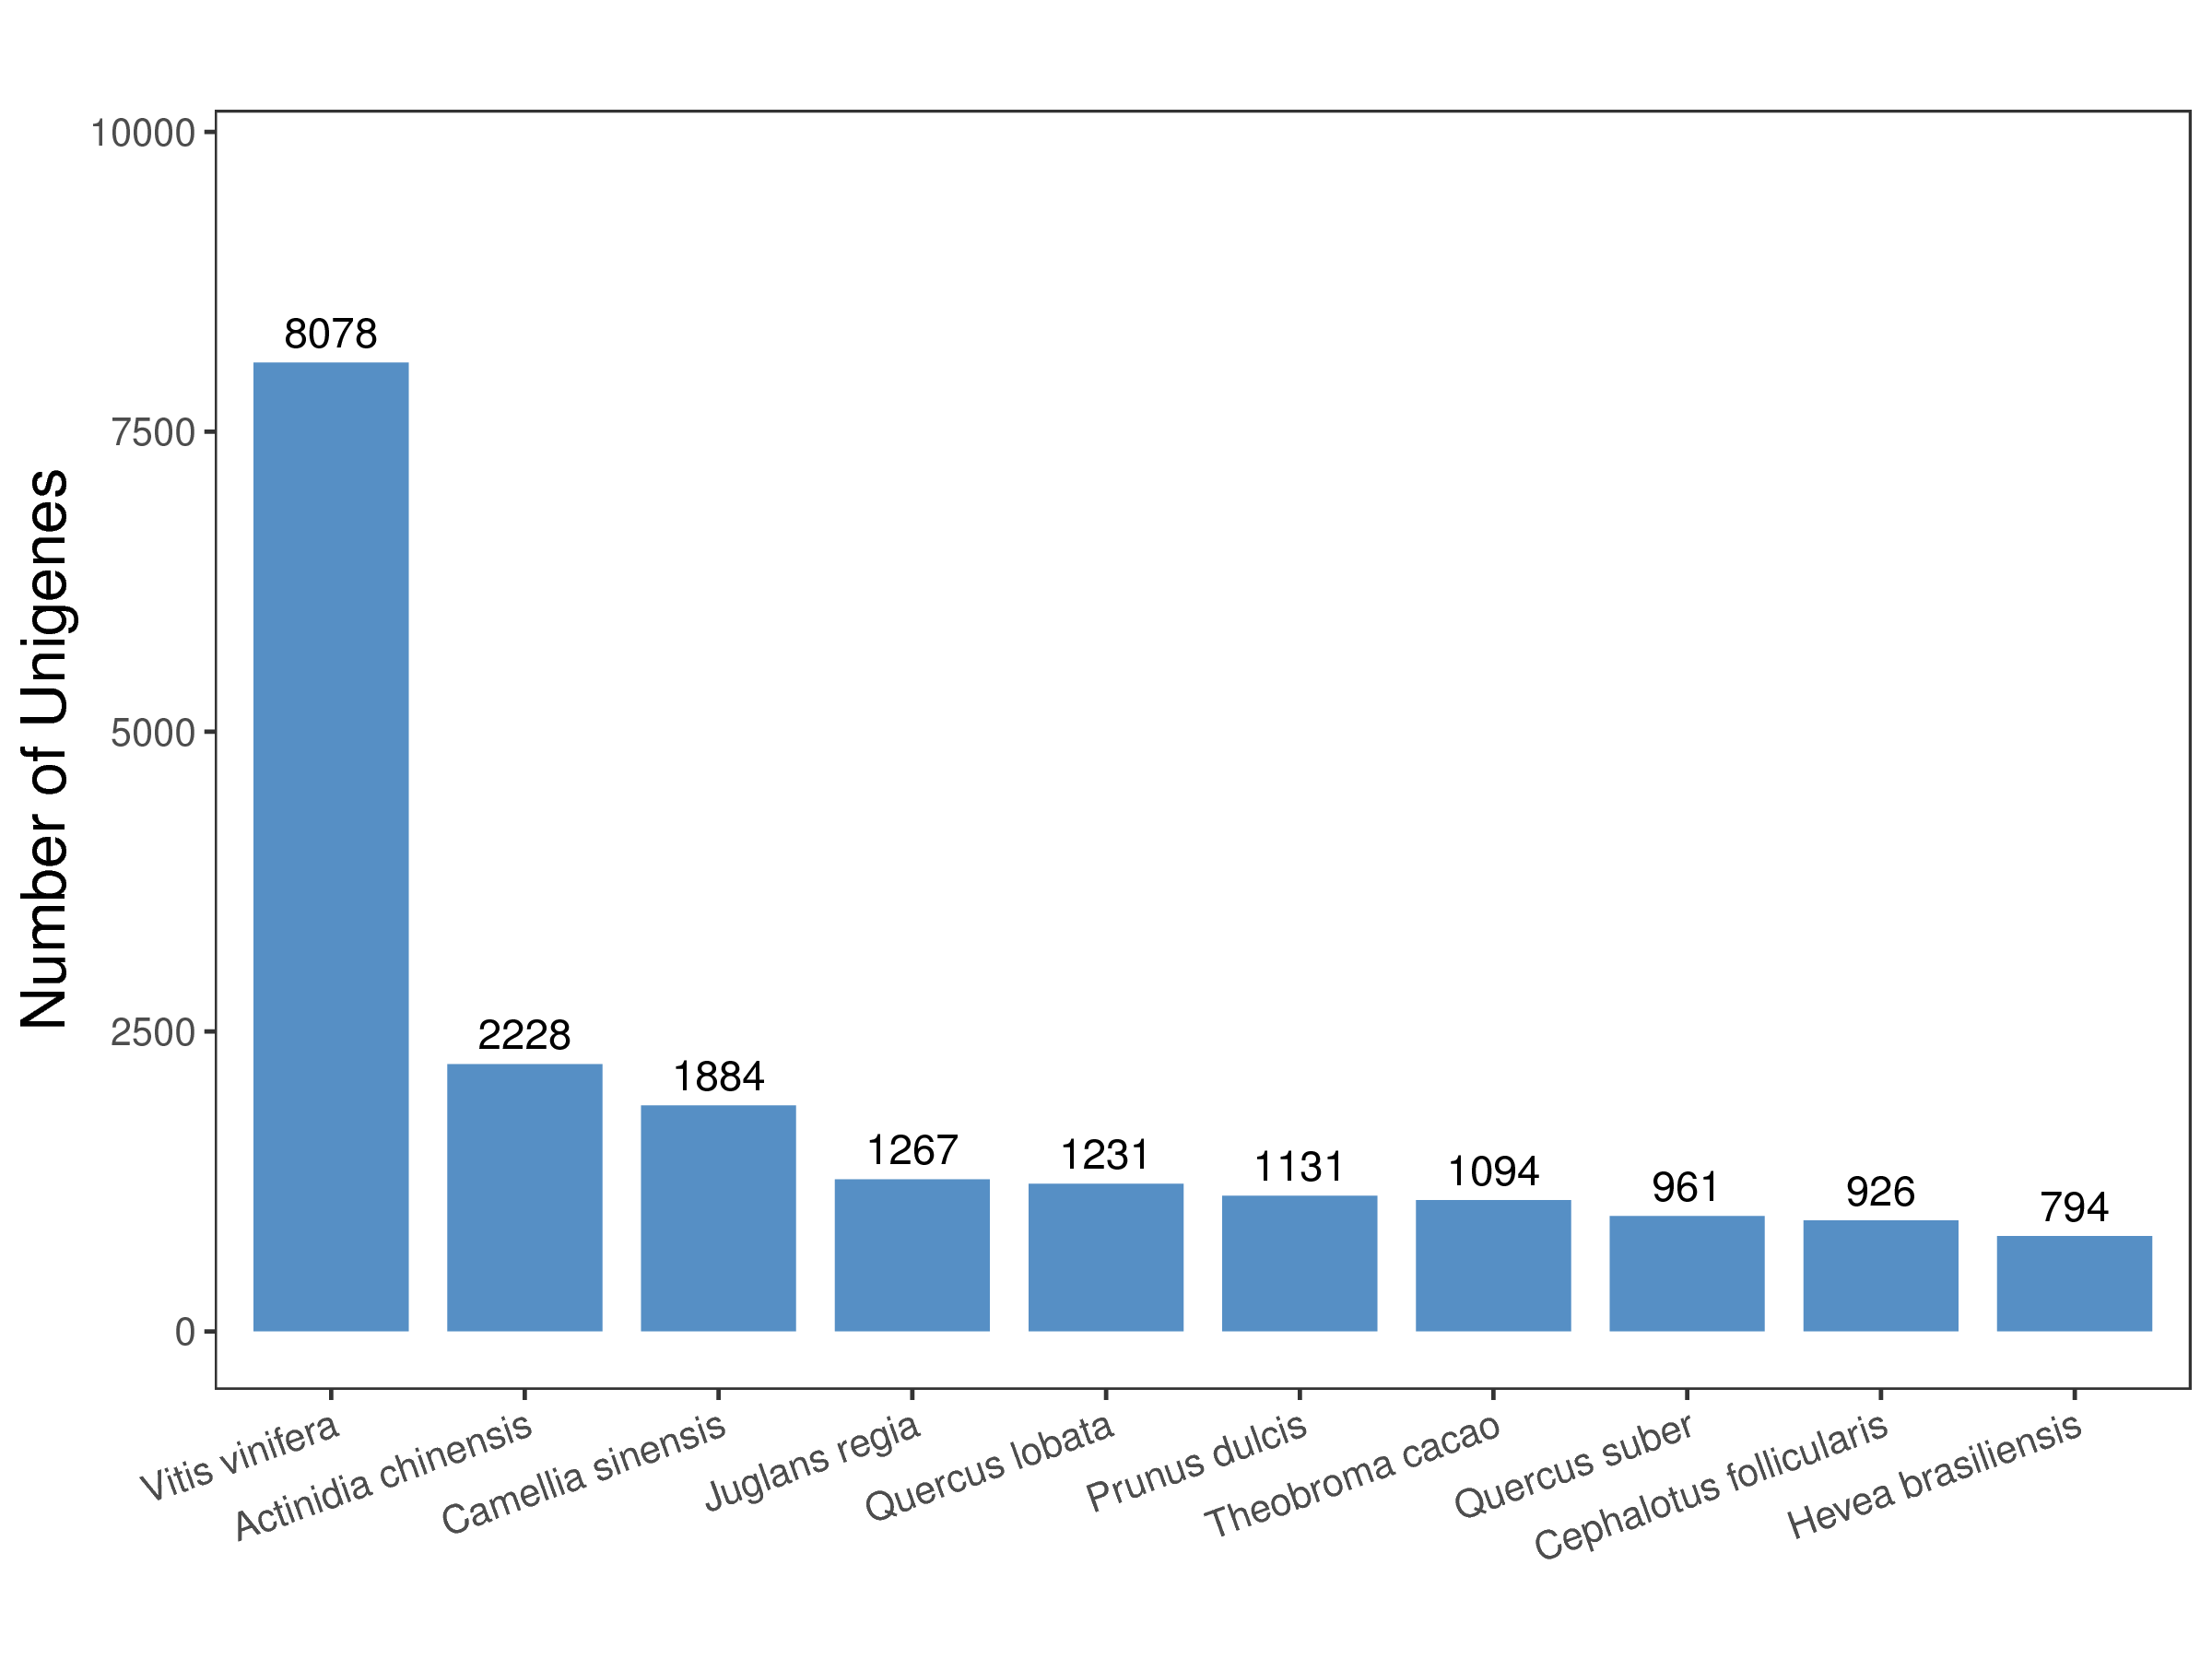 Number of Unigenes
10000
7500
5000
2500
0
8078
2228
1884
1267
1231
1131
1094
961
926
794
Vitis vinifera
Actinidia chinensis
Camellia sinensis
Juglans regia
Quercus lobata
Prunus dulcis
Theobroma cacao
Quercus suber
Cephalotus follicularis
Hevea brasiliensis